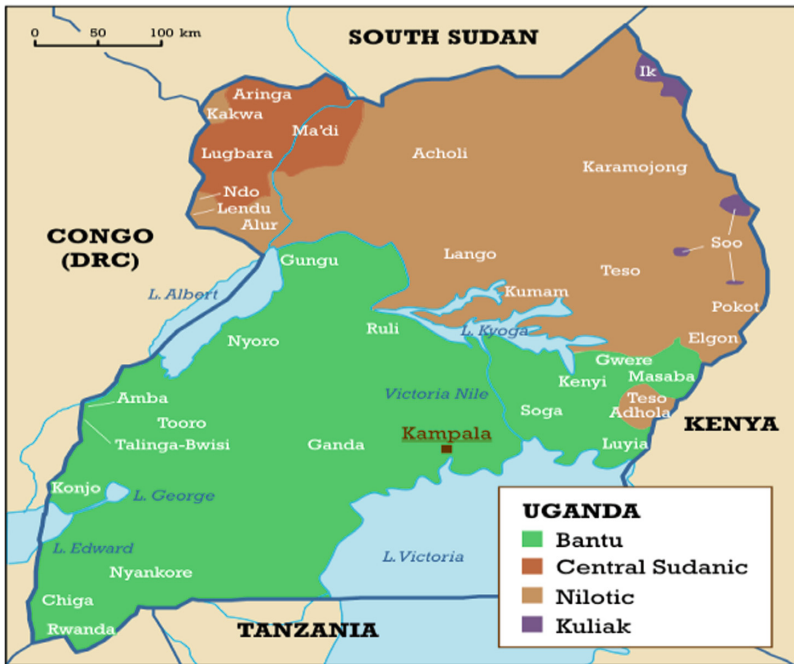 0 50 100 km
SOUTH SUDAN
Ik
Aringa
Kakwa
Ma'di
Lugbara
Acholi
Karamojong
Ndo
Lendu
Alur
CONGO
(DRC)
Soo
Lango
Gungu
Teso
L. Albert
Kumam
Pokot
Ruli
L. Kyoga
Elgon
Nyoro
Gwere
Masaba
Kenyi
Amba
Victoria Nile
Teso
Adhola
Soga
Tooro
KENYA
Talinga-Bwisi
Ganda
Kampala
Luyia
Konjo
L. George
UGANDA
Bantu
L. Edward
L. Victoria
Central Sudanic
Nyankore
Nilotic
Chiga
Kuliak
Rwanda
TANZANIA